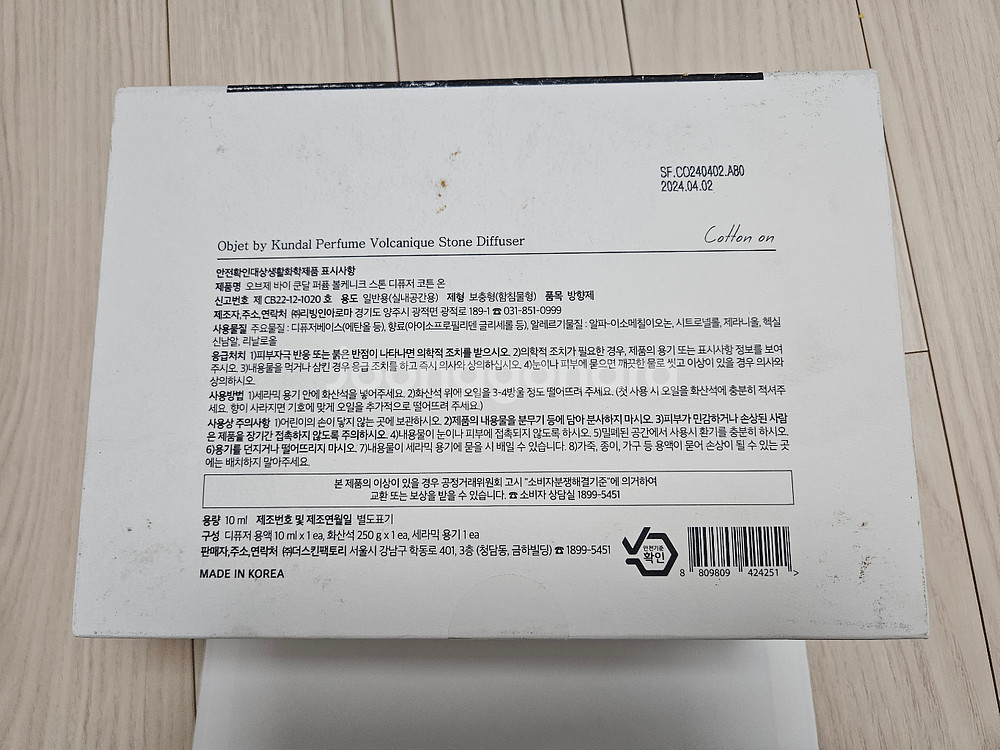 SF.CO240402.A80
2024.04.02
Objet by Kundal Perfume Volcanique Stone Diffuser
Cotton on
안전확인대상생활화학제품 표시사항
제품명 오브제 바이 쿤달 퍼퓸 볼케니크 스톤 디퓨저 코튼 온
신고번호 제 CB22-12-1020 호 용도 일반용(실내공간용) 제형 보충형(함침물형) 품목 방향제
제조자,주소,연락처 ㈜리빙인아로마 경기도 양주시 광적면 광적로 189-1 ☎ 031-851-0999
사용물질 주요물질 : 디퓨저베이스(에탄올 등), 향료(아이소프로필리덴 글리세롤 등), 알레르기물질 : 알파-이소메칠이오논, 시트로넬롤, 제라니올, 헥실
신남알, 리날로올
응급처치 1)피부자극 반응 또는 붉은 반점이 나타나면 의학적 조치를 받으시오. 2)의학적 조치가 필요한 경우, 제품의 용기 또는 표시사항 정보를 보여
주시오. 3)내용물을 먹거나 삼킨 경우 응급 조치를 하고 즉시 의사와 상의하십시오. 4)눈이나 피부에 묻으면 깨끗한 물로 씻고 이상이 있을 경우 의사와
상의하시오.
사용방법 1)세라믹 용기 안에 화산석을 넣어주세요. 2)화산석 위에 오일을 3-4방울 정도 떨어뜨려 주세요. (첫 사용 시 오일을 화산석에 충분히 적셔주
세요. 향이 사라지면 기호에 맞게 오일을 추가적으로 떨어뜨려 주세요.)
사용상 주의사항 1)어린이의 손이 닿지 않는 곳에 보관하시오. 2)제품의 내용물을 분무기 등에 담아 분사하지 마시오. 3)피부가 민감하거나 손상된 사람
은 제품을 장기간 접촉하지 않도록 주의하시오. 4)내용물이 눈이나 피부에 접촉되지 않도록 하시오. 5)밀폐된 공간에서 사용시 환기를 충분히 하시오.
6)용기를 던지거나 떨어뜨리지 마시오. 7)내용물이 세라믹 용기에 묻을 시 베일 수 있습니다. 8)가죽, 종이, 가구 등 용액이 묻어 손상이 될 수 있는 곳
에는 배치하지 말아주세요.
본 제품의 이상이 있을 경우 공정거래위원회 고시 "소비자분쟁해결기준"에 의거하여
교환 또는 보상을 받을 수 있습니다. ☎ 소비자 상담실 1899-5451
용량 10 ml 제조번호 및 제조연월일 별도표기
구성 디퓨저 용액 10 ml x 1 ea, 화산석 250 g x 1 ea, 세라믹 용기 1 ea
판매자,주소,연락처 ㈜더스킨팩토리 서울시 강남구 학동로 401, 3층 (청담동, 금하빌딩) ☎ 1899-5451
MADE IN KOREA
안전기준
확인
8 809809 424251 >